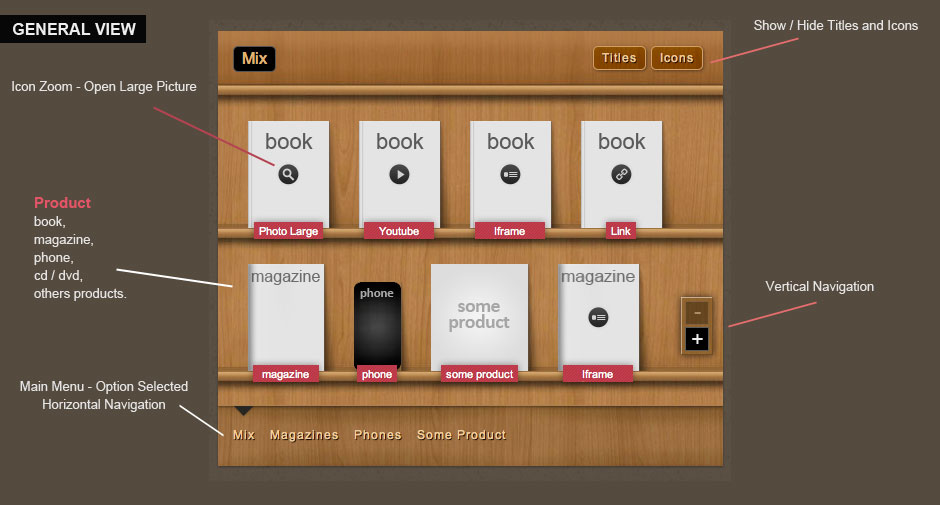 GENERAL VIEW
Show / Hide Titles and Icons
Mix
Titles
Icons
Icon Zoom - Open Large Picture
book
book
book
book
Photo Large
Youtube
Iframe
Link
Product
book,
magazine,
phone,
cd / dvd,
others products.
magazine
phone
some
product
magazine
Vertical Navigation
-
+
magazine
phone
some product
Iframe
Main Menu - Option Selected
Horizontal Navigation
Mix
Magazines
Phones
Some Product